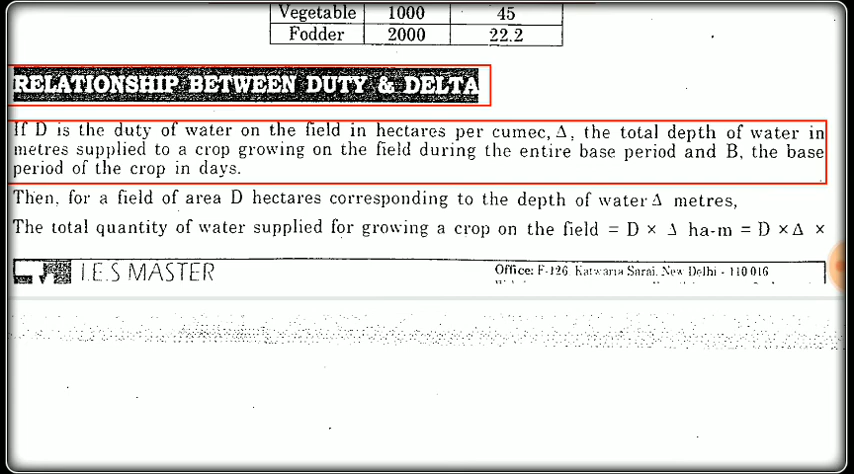 Vegetable 1000 45
Fodder 2000 22.2
RELATIONSHIP BETWEEN DUTY & DELTA
If D is the duty of water on the field in hectares per cumec, Δ, the total depth of water in
metres supplied to a crop growing on the field during the entire base period and B, the base
period of the crop in days.
Then, for a field of area D hectares corresponding to the depth of water Δ metres,
The total quantity of water supplied for growing a crop on the field = D × Δ ha-m = D × Δ ×
I.E.S MASTER
Office: F-126 Katwaria Sarai, New Delhi - 110 016